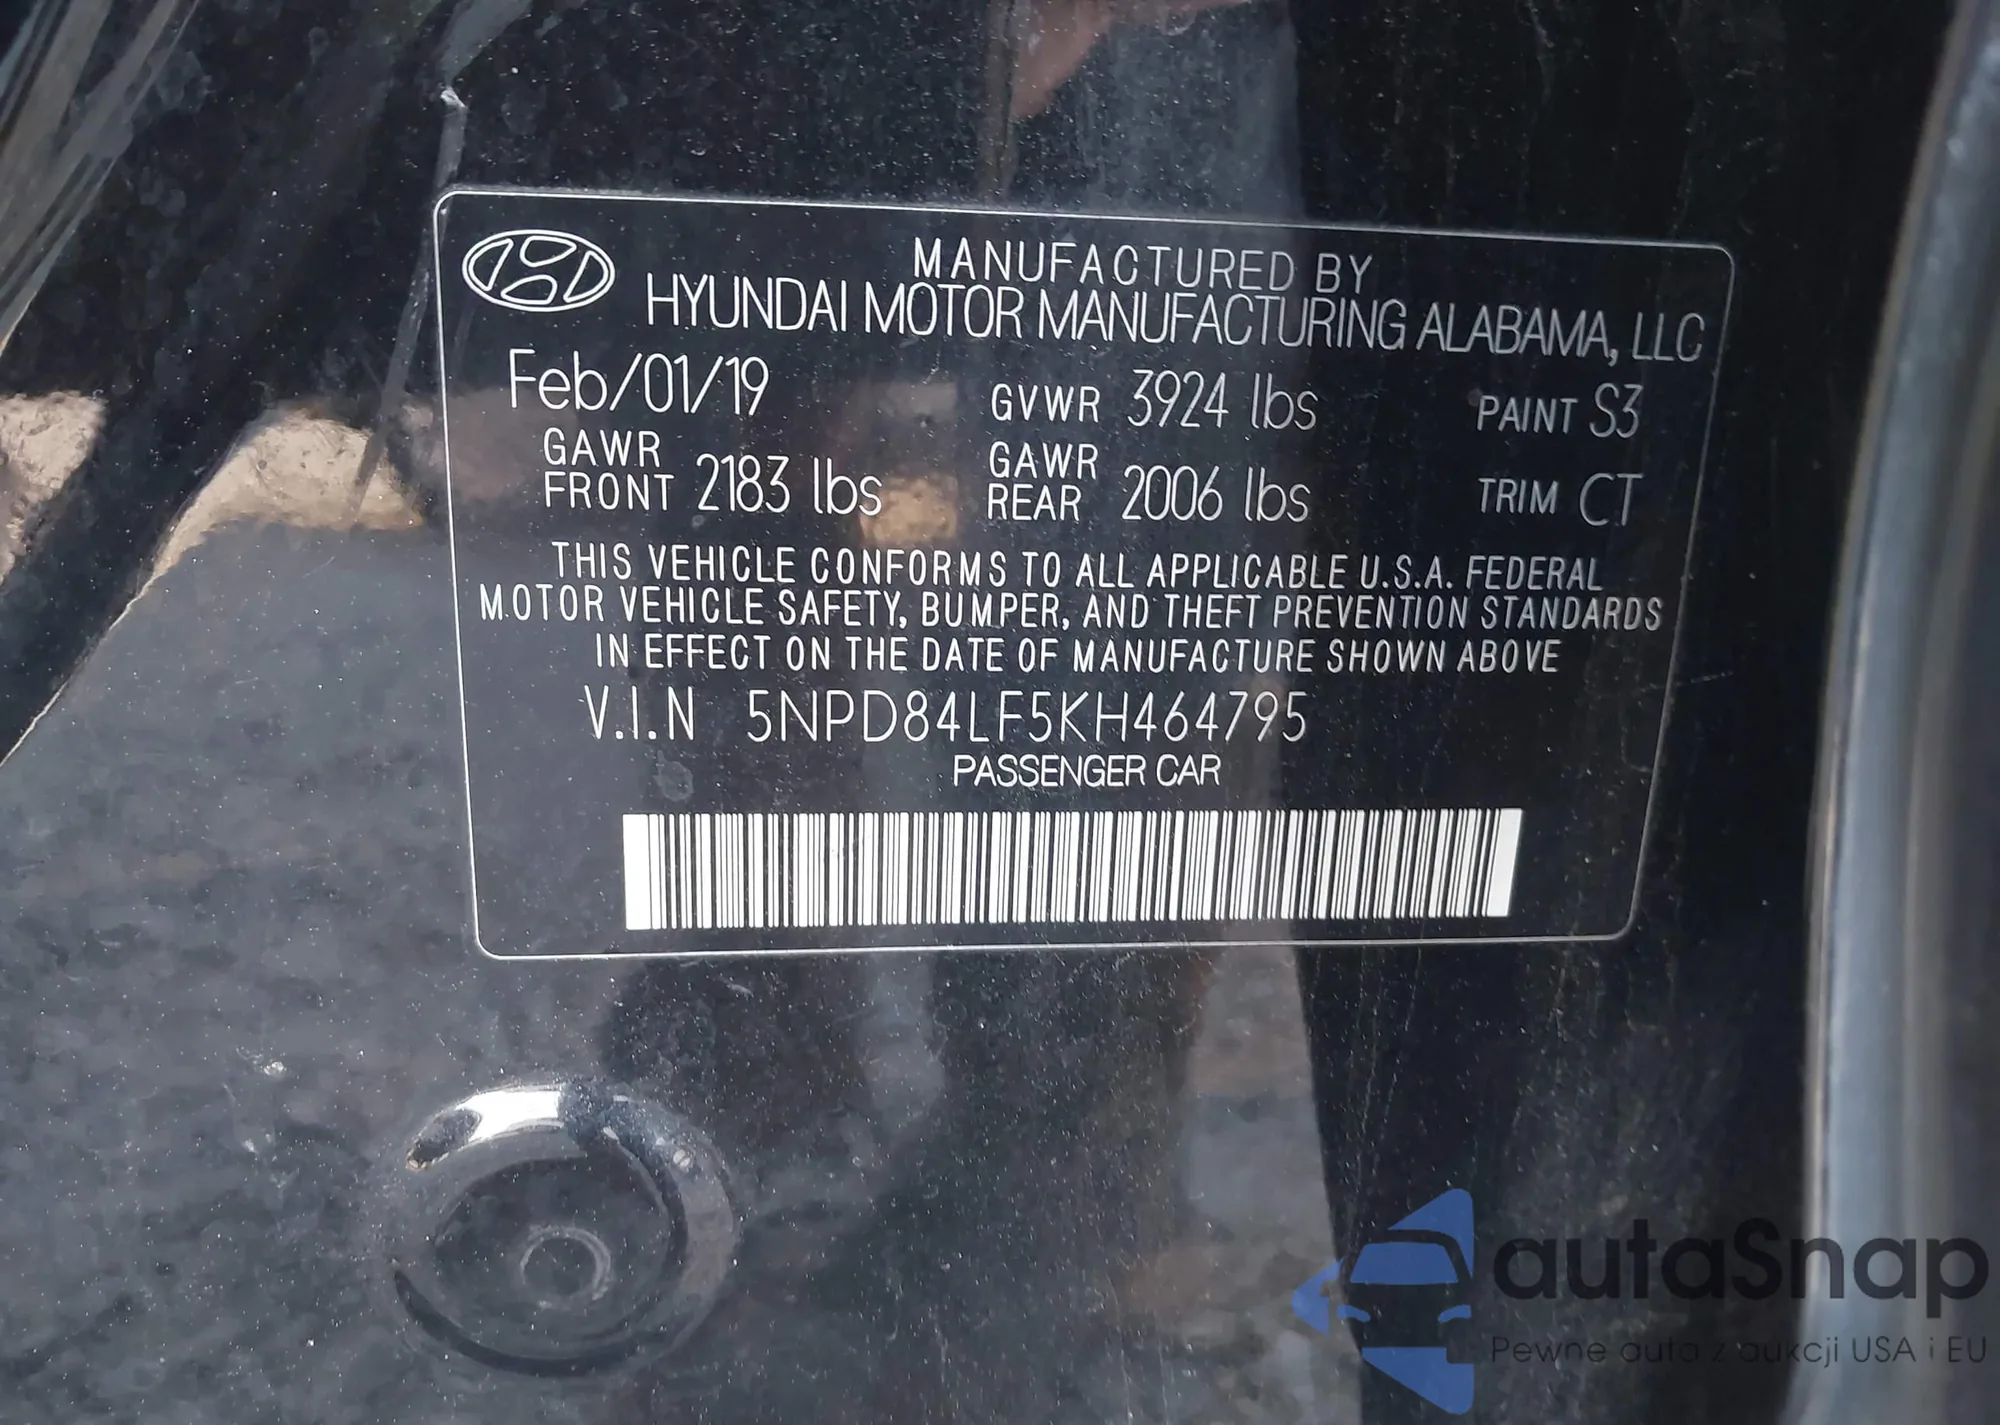 MANUFACTURED BY
HYUNDAI MOTOR MANUFACTURING ALABAMA, LLC
Feb/01/19 GVWR 3924 lbs PAINT S3
GAWR FRONT 2183 lbs GAWR REAR 2006 lbs TRIM CT
THIS VEHICLE CONFORMS TO ALL APPLICABLE U.S.A. FEDERAL
MOTOR VEHICLE SAFETY, BUMPER, AND THEFT PREVENTION STANDARDS
IN EFFECT ON THE DATE OF MANUFACTURE SHOWN ABOVE
V.I.N 5NPD84LF5KH464795
PASSENGER CAR
autaSnap
Pewne auta z aukcji USA i EU